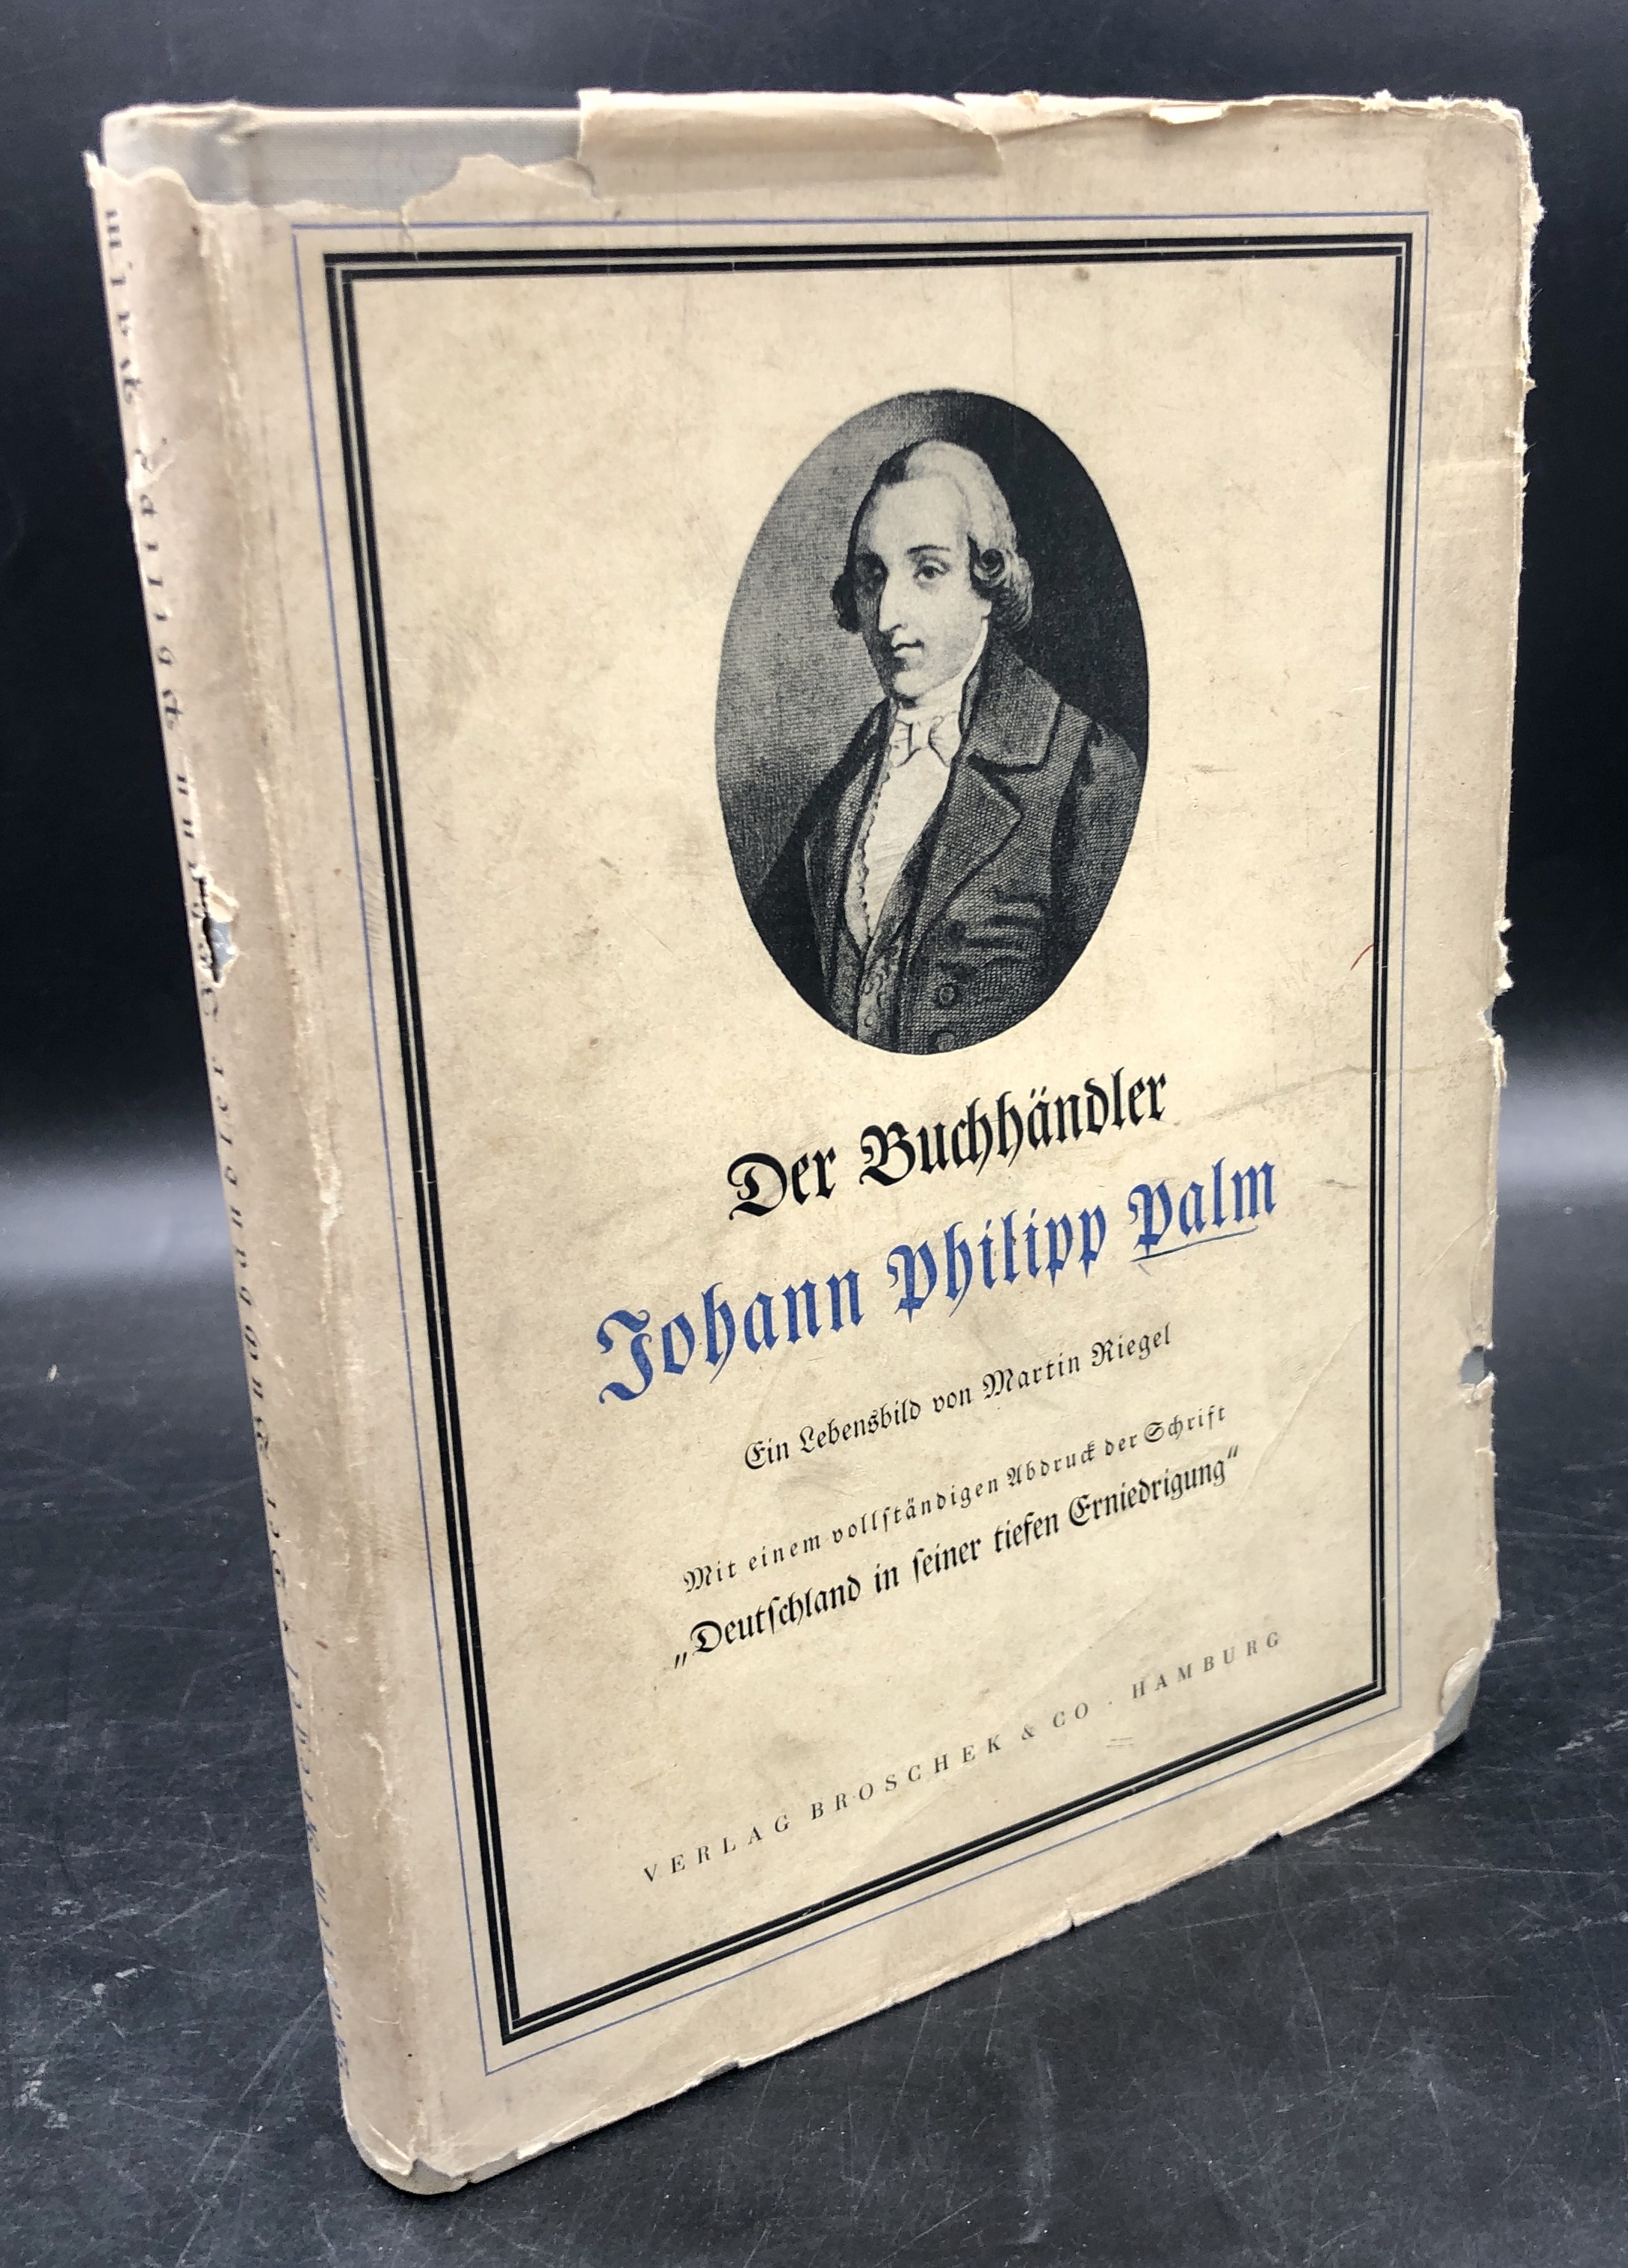 Der Buchhändler
Johann Philipp Palm
Ein Lebensbild von Martin Riegel
Mit einem vollſtändigen Abdruck der Schrift
„Deutſchland in ſeiner tiefen Erniedrigung“
VERLAG BROSCHEK & CO · HAMBURG